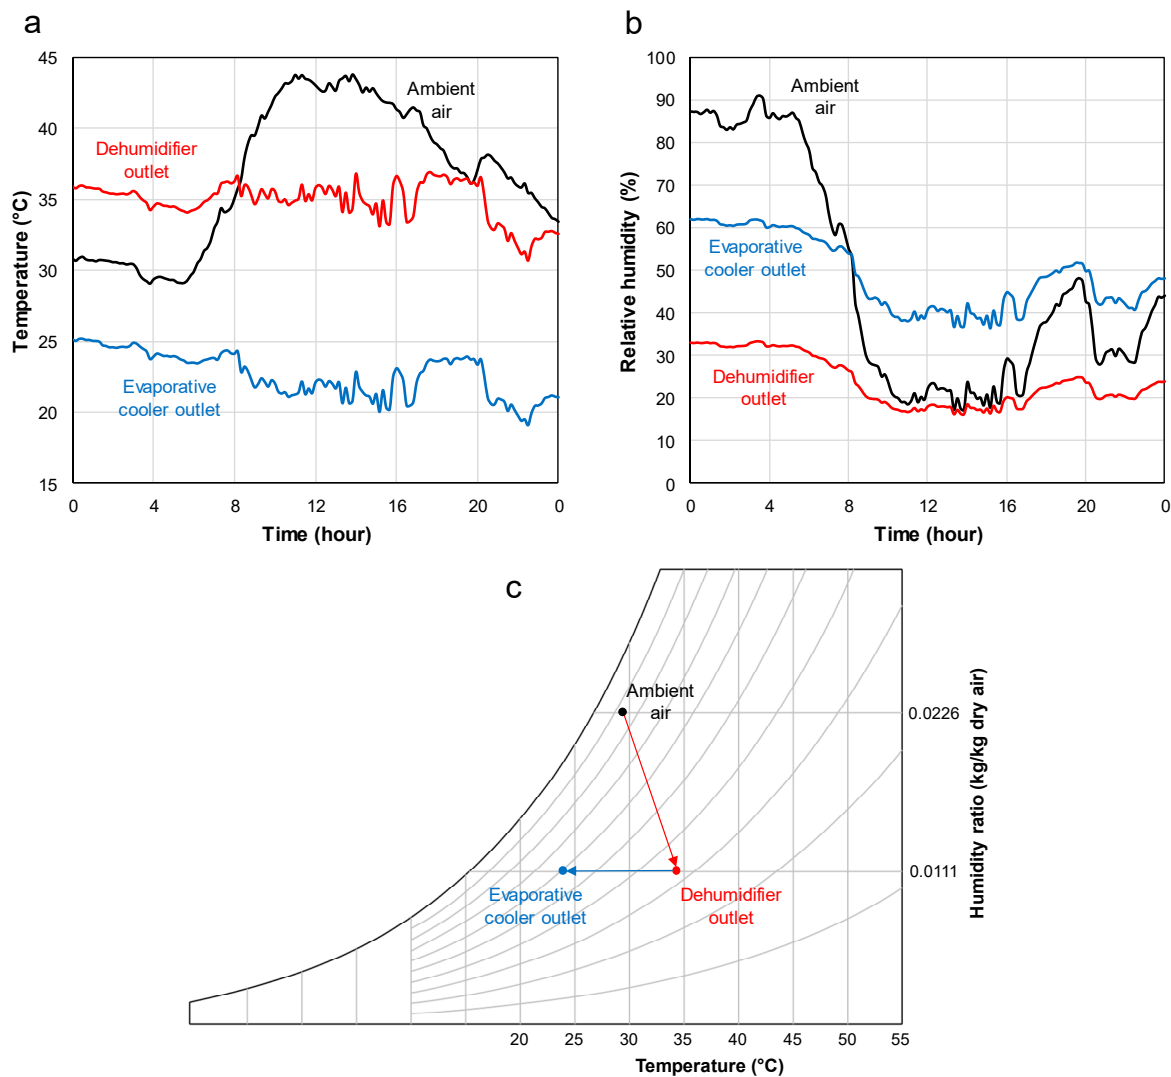 a
45
40
35
30
25
20
15
Temperature (°C)
Ambient
air
Dehumidifier
outlet
Evaporative
cooler outlet
0
4
8
12
16
20
0
Time (hour)
b
100
90
80
70
60
50
40
30
20
10
0
Relative humidity (%)
Ambient
air
Evaporative
cooler outlet
Dehumidifier
outlet
0
4
8
12
16
20
0
Time (hour)
c
Ambient
air
0.0226
0.0111
Humidity ratio (kg/kg dry air)
Evaporative
cooler outlet
Dehumidifier
outlet
20
25
30
35
40
45
50
55
Temperature (°C)